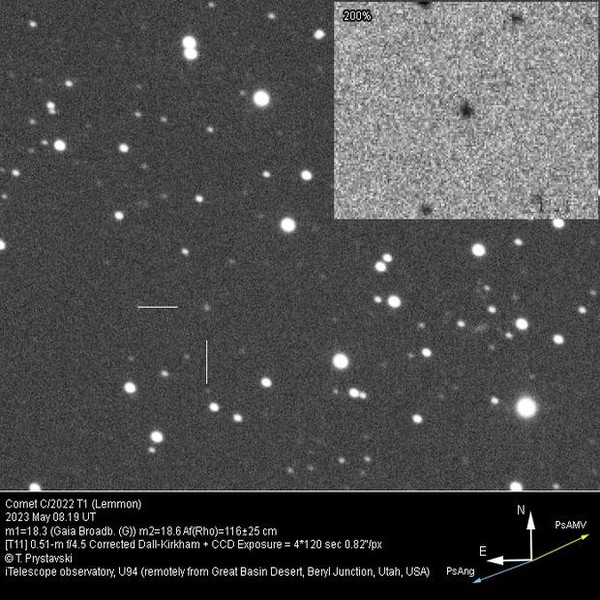 200%
Comet C/2022 T1 (Lemmon)
2023 May 08.19 UT
m1=18.3 (Gaia Broadb. (G)) m2=18.6 Af(Rho)=116±25 cm
[T11] 0.51-m f/4.5 Corrected Dall-Kirkham + CCD Exposure = 4*120 sec 0.82"/px
© T. Prystavski
iTelescope observatory, U94 (remotely from Great Basin Desert, Beryl Junction, Utah, USA)
N
PsAMV
E
PsAng